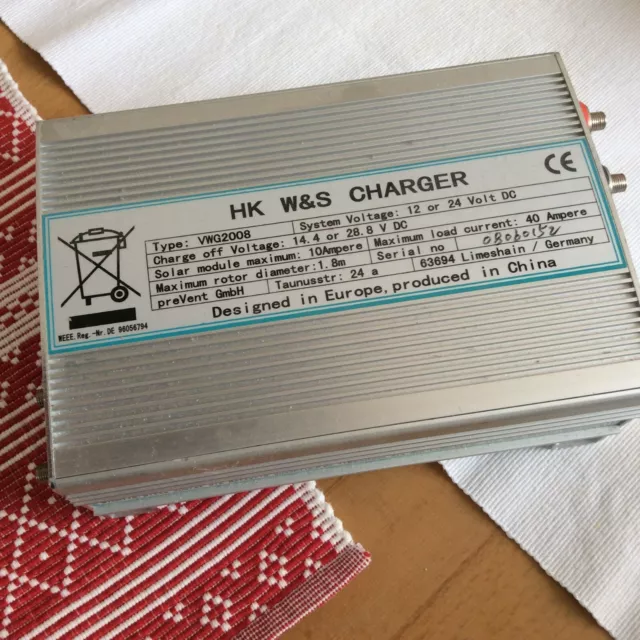 HK W&S CHARGER
CE
Type: VWG2008 System Voltage: 12 or 24 Volt DC
Charge off Voltage: 14.4 or 28.8 V DC
Solar module maximum: 10Ampere Maximum load current: 40 Ampere
Maximum rotor diameter: 1.8m Serial no 08060152
preVent GmbH Taunusstr: 24 a 63694 Limeshain / Germany
Designed in Europe, produced in China
WEEE.Reg.-Nr.DE 96056794